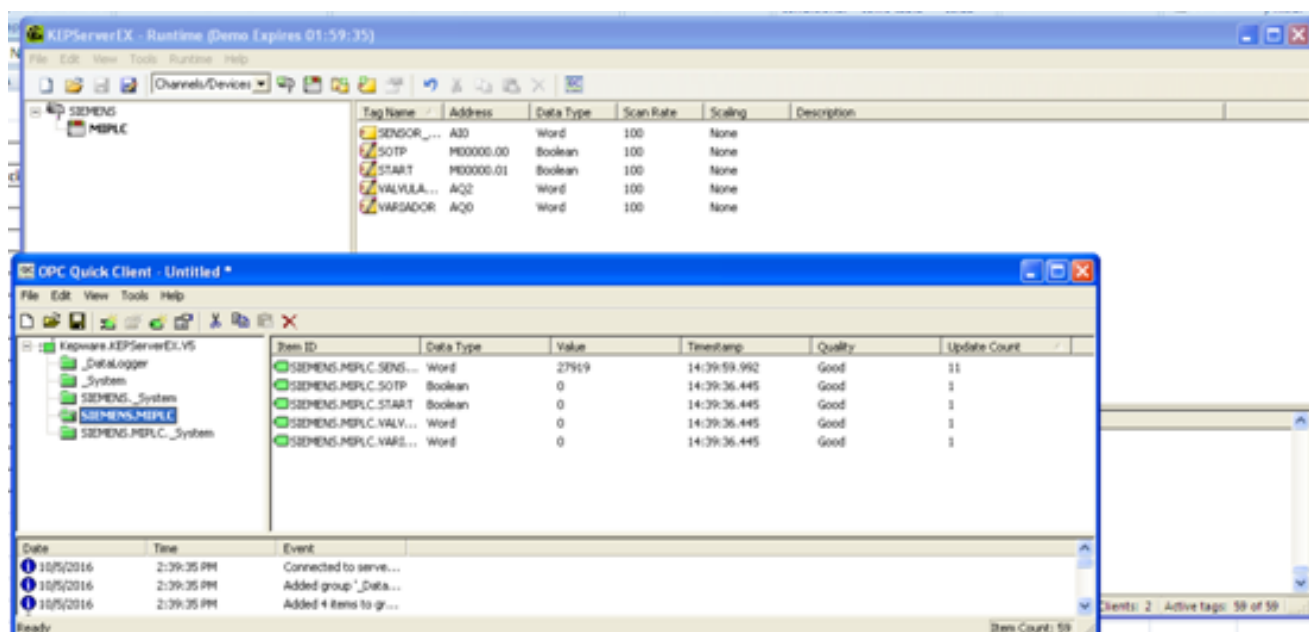 KEPServerEX - Runtime (Demo Expires 01:59:35)
File Edit View Tools Runtime Help
Channels/Devices
SIEMENS
MIPLC
Tag Name Address Data Type Scan Rate Scaling Description
SENSOR_... AI0 Word 100 None
SOTP M00000.00 Boolean 100 None
START M00000.01 Boolean 100 None
VALVULA... AQ2 Word 100 None
VARIADOR AQ0 Word 100 None
OPC Quick Client - Untitled *
File Edit View Tools Help
Kepware.KEPServerEX.V5
_DataLogger
_System
SIEMENS._System
SIEMENS.MIPLC
SIEMENS.MIPLC._System
Item ID Data Type Value Timestamp Quality Update Count
SIEMENS.MIPLC.SENS... Word 27919 14:39:59.992 Good 11
SIEMENS.MIPLC.SOTP Boolean 0 14:39:36.445 Good 1
SIEMENS.MIPLC.START Boolean 0 14:39:36.445 Good 1
SIEMENS.MIPLC.VALV... Word 0 14:39:36.445 Good 1
SIEMENS.MIPLC.VARI... Word 0 14:39:36.445 Good 1
Date Time Event
10/5/2016 2:39:35 PM Connected to serve...
10/5/2016 2:39:35 PM Added group '_Data...
10/5/2016 2:39:35 PM Added 4 items to gr...
Clients: 2 Active tags: 59 of 59
Ready Item Count: 59